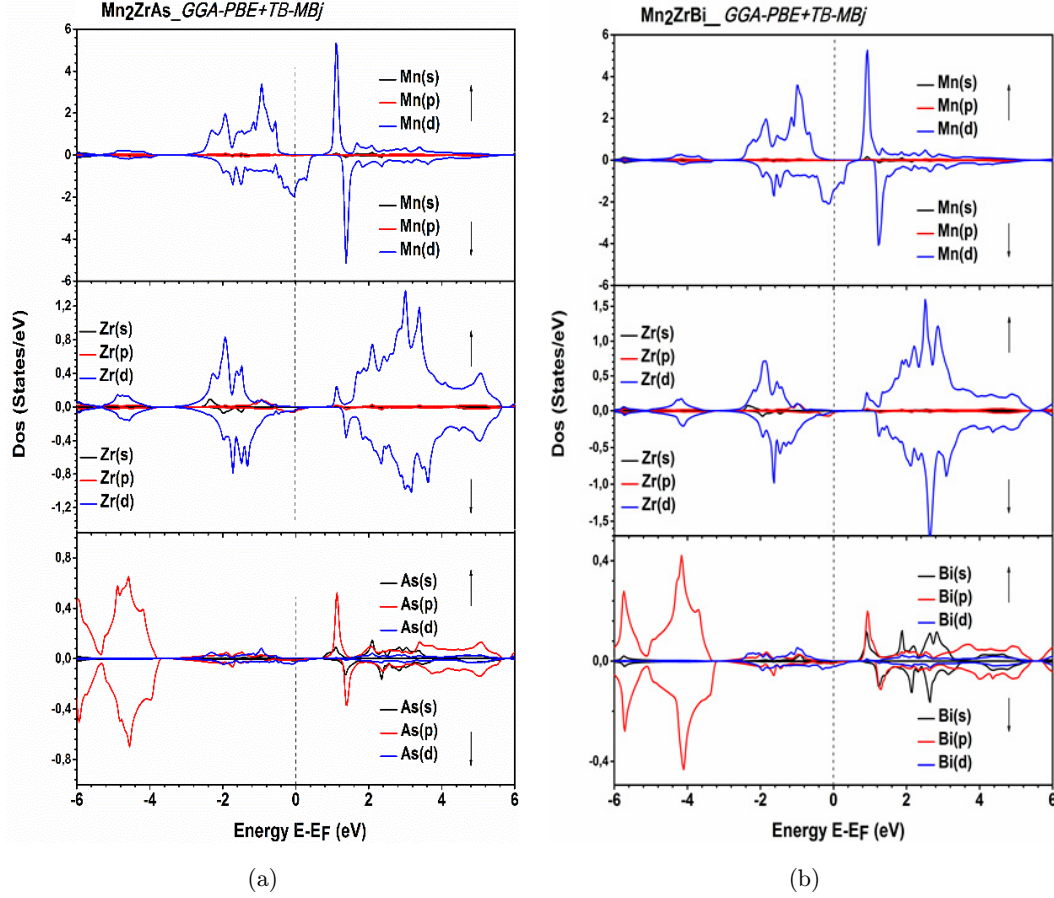 Mn2ZrAs_GGA-PBE+TB-MBj
6
4
2
0
-2
-4
-6
Mn(s)
Mn(p)
Mn(d)
Mn(s)
Mn(p)
Mn(d)
1,2
0,8
0,4
0,0
-0,4
-0,8
-1,2
Zr(s)
Zr(p)
Zr(d)
Zr(s)
Zr(p)
Zr(d)
0,8
0,4
0,0
-0,4
-0,8
As(s)
As(p)
As(d)
As(s)
As(p)
As(d)
Dos (States/eV)
-6 -4 -2 0 2 4 6
Energy E-EF (eV)
(a)
Mn2ZrBi__GGA-PBE+TB-MBj
6
4
2
0
-2
-4
-6
Mn(s)
Mn(p)
Mn(d)
Mn(s)
Mn(p)
Mn(d)
1,5
1,0
0,5
0,0
-0,5
-1,0
-1,5
Zr(s)
Zr(p)
Zr(d)
Zr(s)
Zr(p)
Zr(d)
0,4
0,0
-0,4
Bi(s)
Bi(p)
Bi(d)
Bi(s)
Bi(p)
Bi(d)
Dos (States/eV)
-6 -4 -2 0 2 4 6
Energy E-EF (eV)
(b)